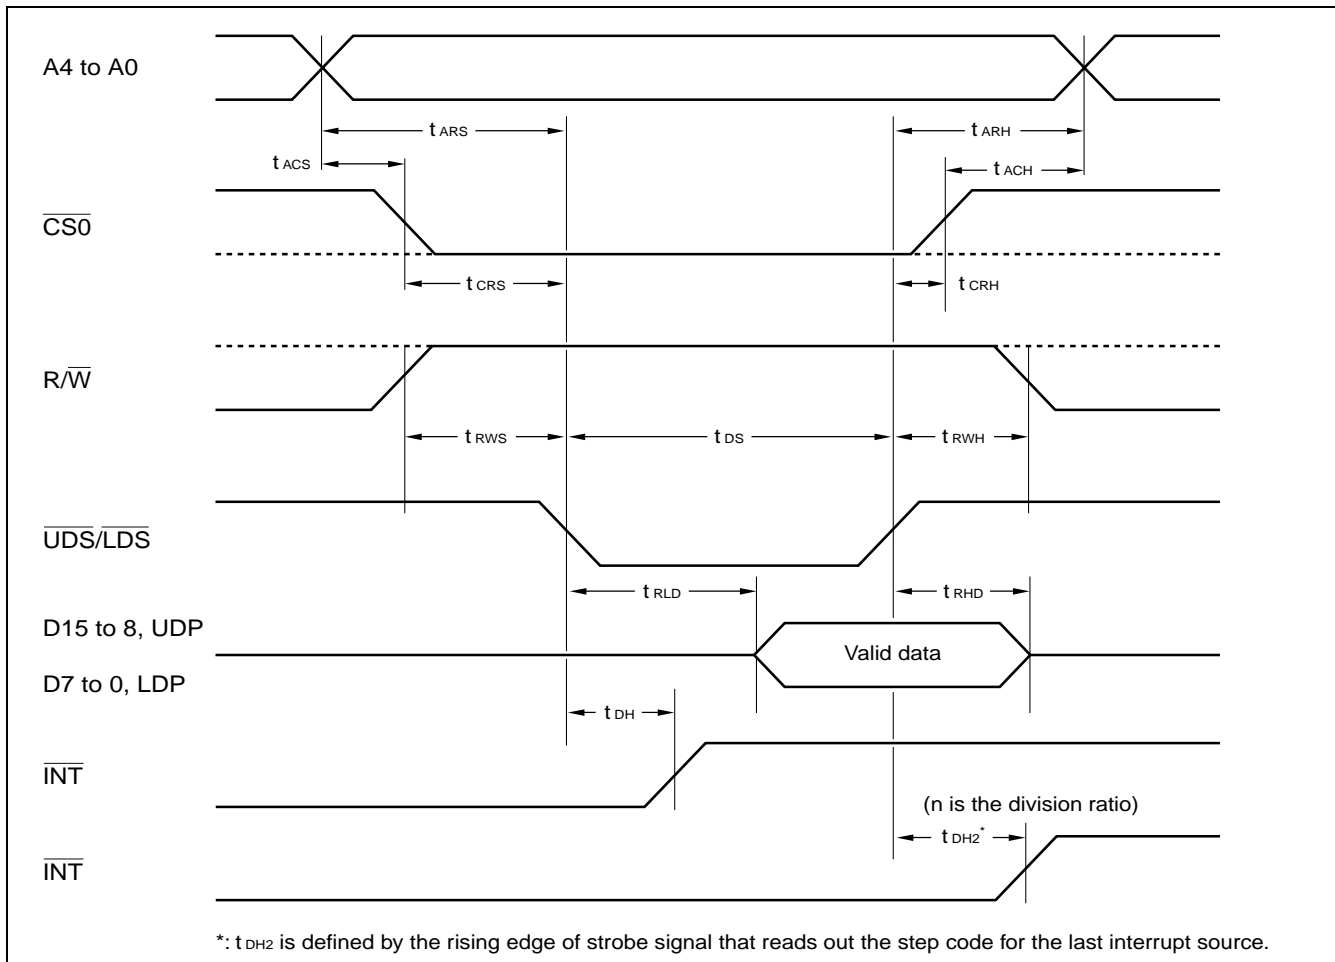 A4 to A0
t ARS
t ARH
t ACS
t ACH
CS0
t CRS
t CRH
R/W
t RWS
t DS
t RWH
UDS/LDS
t RLD
t RHD
D15 to 8, UDP
Valid data
D7 to 0, LDP
t DH
INT
(n is the division ratio)
t DH2*
INT
*: t DH2 is defined by the rising edge of strobe signal that reads out the step code for the last interrupt source.